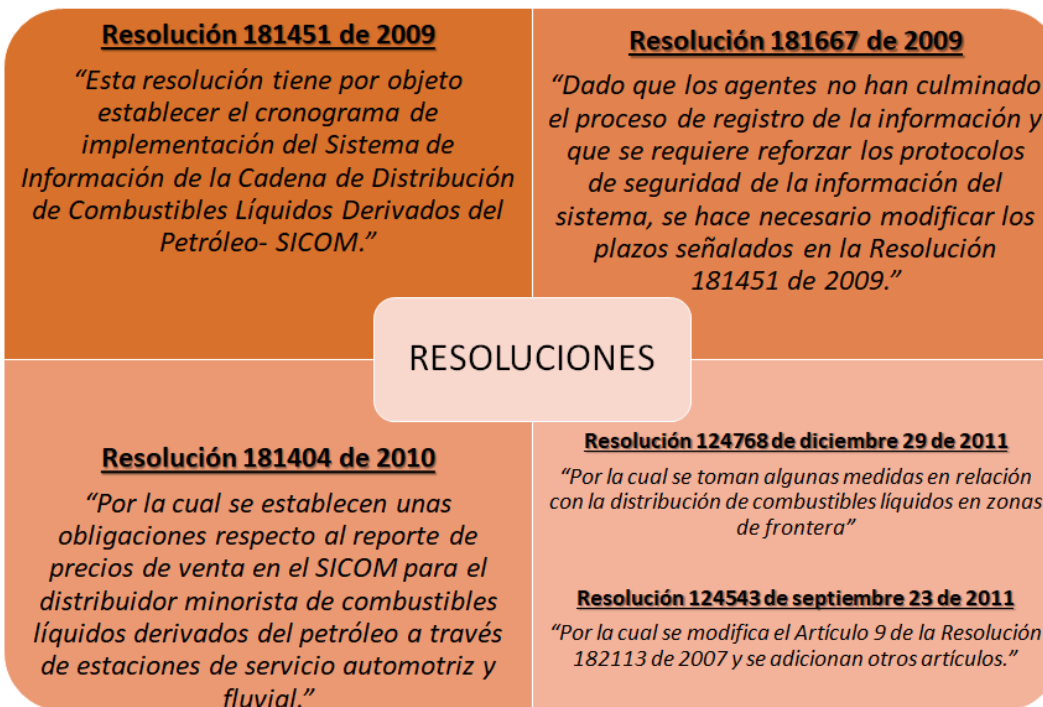 Resolución 181451 de 2009
“Esta resolución tiene por objeto
establecer el cronograma de
implementación del Sistema de
Información de la Cadena de Distribución
de Combustibles Líquidos Derivados del
Petróleo- SICOM.”
Resolución 181667 de 2009
“Dado que los agentes no han culminado
el proceso de registro de la información y
que se requiere reforzar los protocolos
de seguridad de la información del
sistema, se hace necesario modificar los
plazos señalados en la Resolución
181451 de 2009.”
RESOLUCIONES
Resolución 181404 de 2010
“Por la cual se establecen unas
obligaciones respecto al reporte de
precios de venta en el SICOM para el
distribuidor minorista de combustibles
líquidos derivados del petróleo a través
de estaciones de servicio automotriz y
fluvial.”
Resolución 124768 de diciembre 29 de 2011
“Por la cual se toman algunas medidas en relación
con la distribución de combustibles líquidos en zonas
de frontera”
Resolución 124543 de septiembre 23 de 2011
“Por la cual se modifica el Artículo 9 de la Resolución
182113 de 2007 y se adicionan otros artículos.”